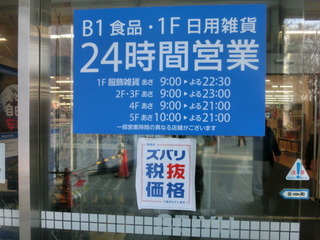 B1 食品・1F 日用雑貨
24時間営業
1F 服飾雑貨 あさ 9:00▶よる22:30
2F・3F あさ 9:00▶よる23:00
4F あさ 9:00▶よる21:00
5F あさ 10:00▶よる21:00
一部営業時間の異なる店舗がございます
ズバリ
税抜
価格